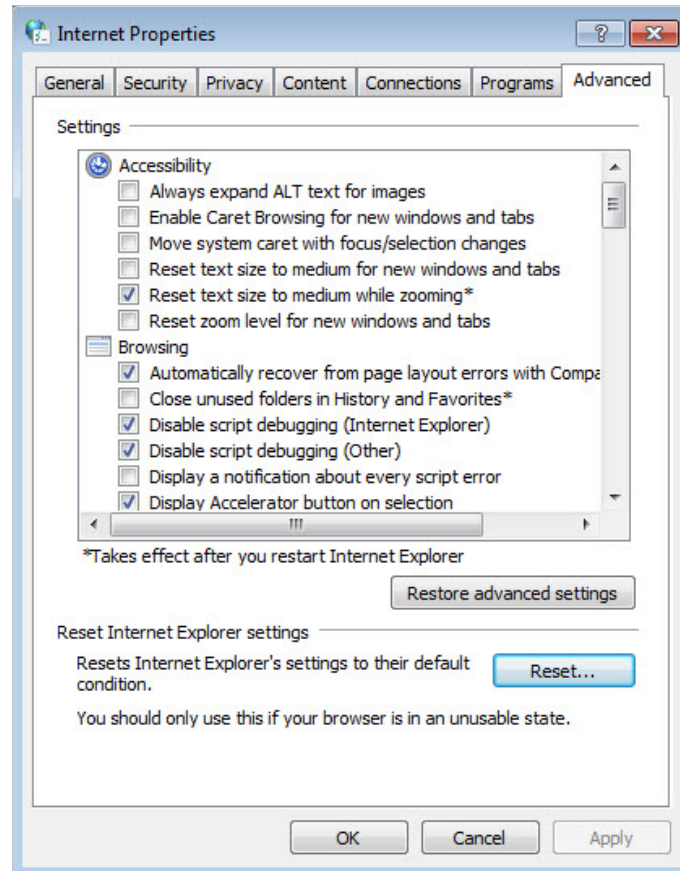 Internet Properties
General Security Privacy Content Connections Programs Advanced
Settings
Accessibility
Always expand ALT text for images
Enable Caret Browsing for new windows and tabs
Move system caret with focus/selection changes
Reset text size to medium for new windows and tabs
Reset text size to medium while zooming*
Reset zoom level for new windows and tabs
Browsing
Automatically recover from page layout errors with Compa
Close unused folders in History and Favorites*
Disable script debugging (Internet Explorer)
Disable script debugging (Other)
Display a notification about every script error
Display Accelerator button on selection
*Takes effect after you restart Internet Explorer
Restore advanced settings
Reset Internet Explorer settings
Resets Internet Explorer's settings to their default
condition.
Reset...
You should only use this if your browser is in an unusable state.
OK Cancel Apply